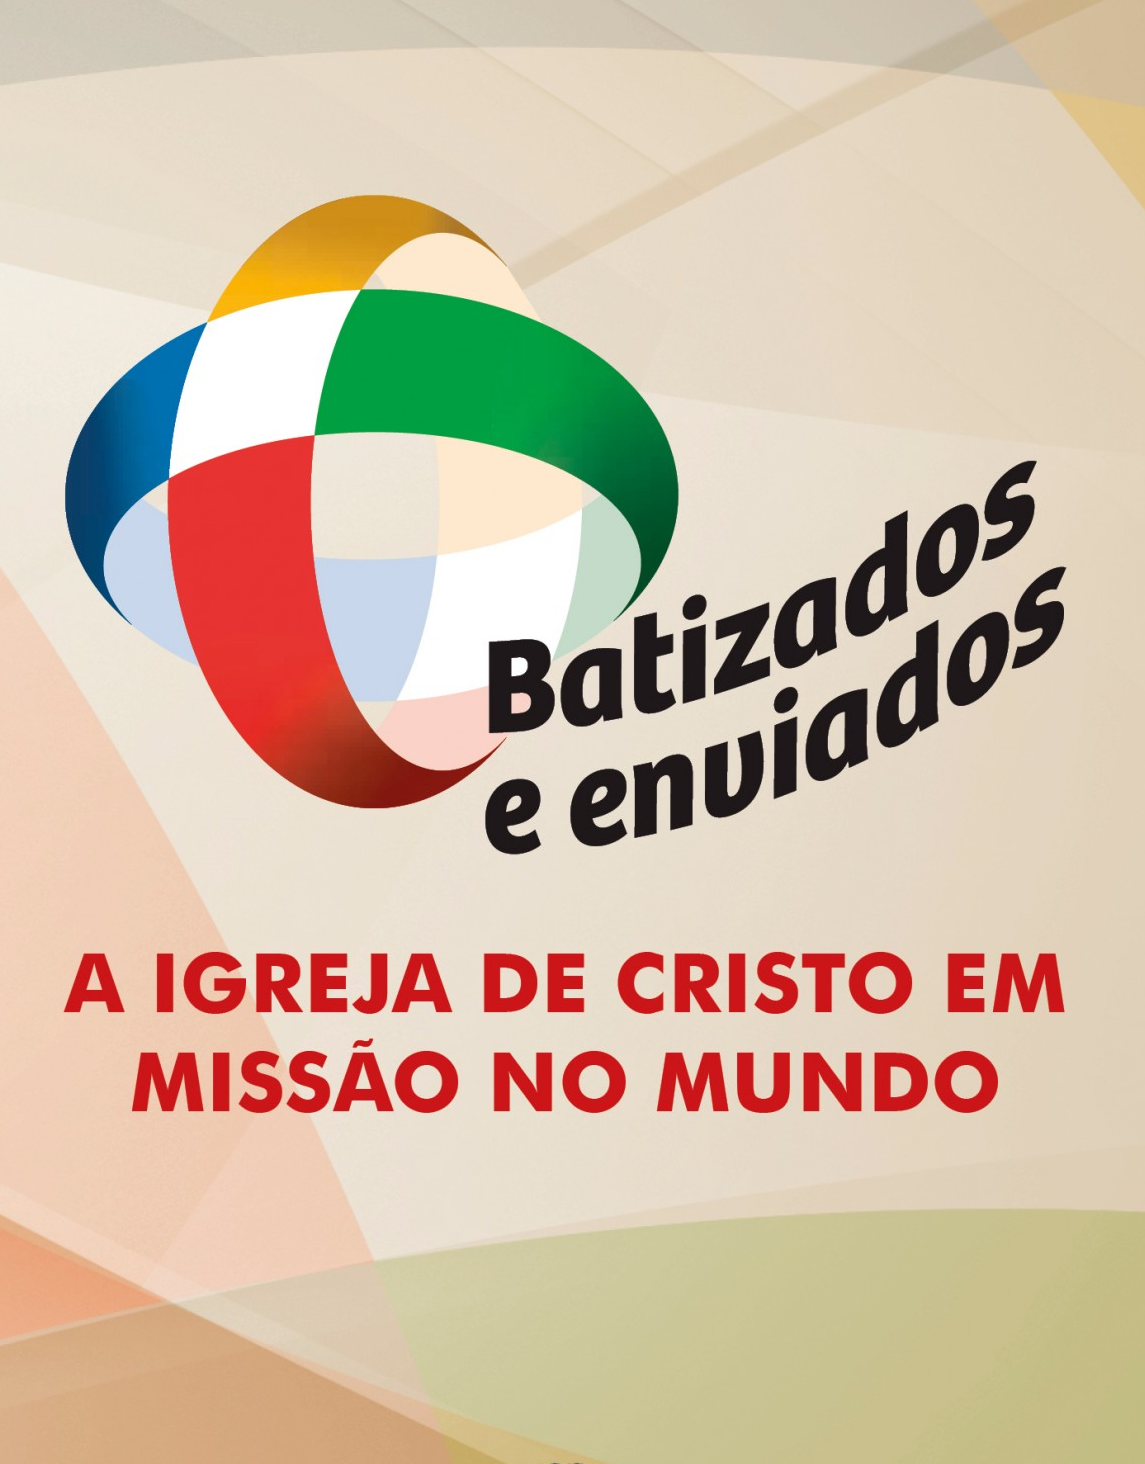 Batizados
e enviados
A IGREJA DE CRISTO EM
MISSÃO NO MUNDO